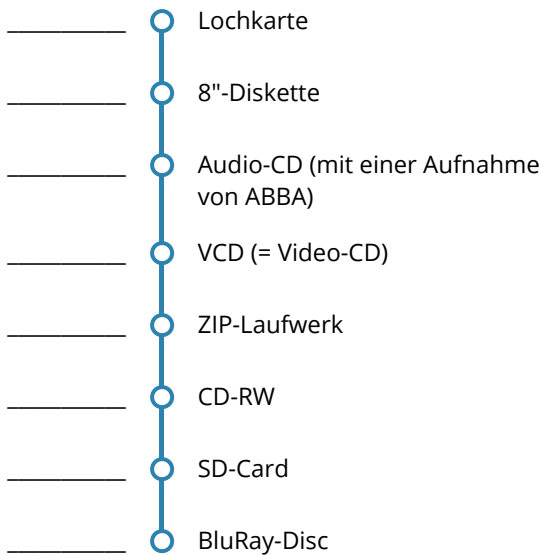 ___________ Lochkarte
___________ 8"-Diskette
___________ Audio-CD (mit einer Aufnahme
von ABBA)
___________ VCD (= Video-CD)
___________ ZIP-Laufwerk
___________ CD-RW
___________ SD-Card
___________ BluRay-Disc